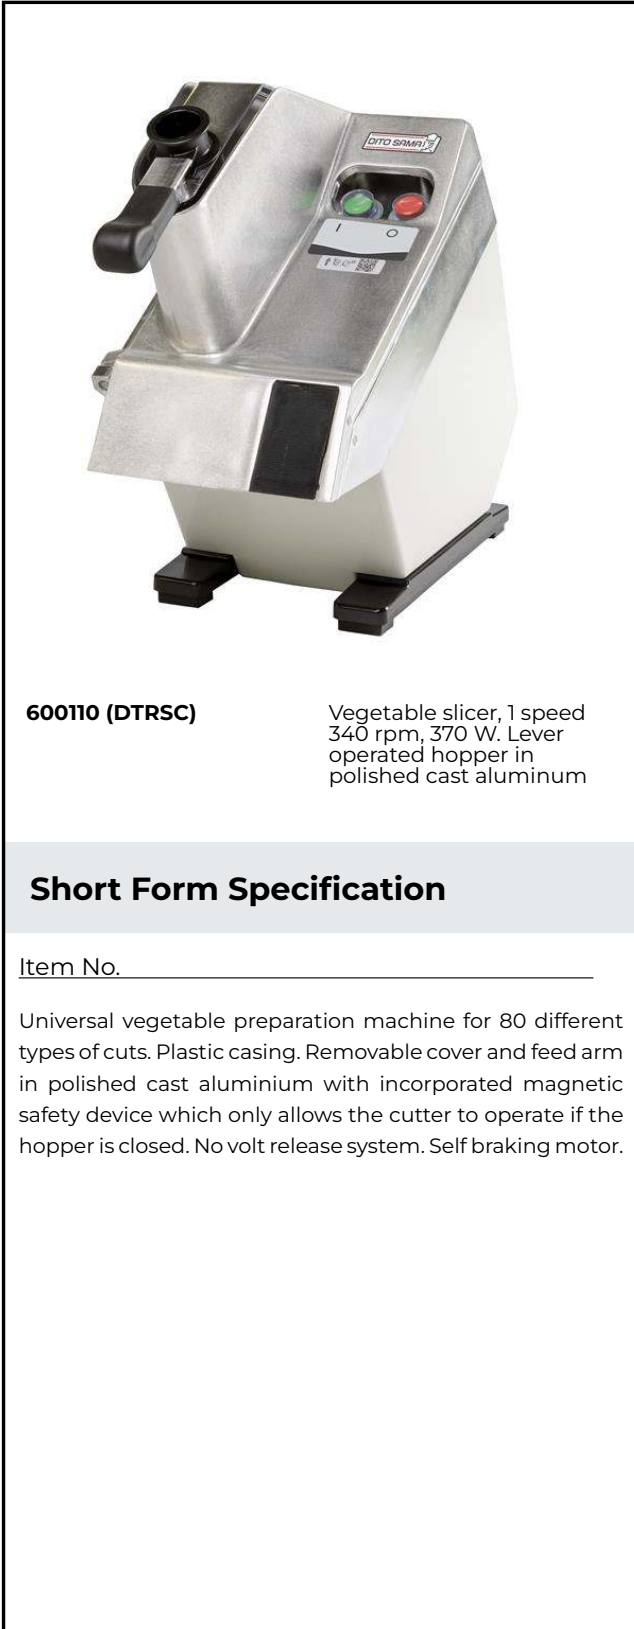 DITO SAMA
I O
600110 (DTRSC)
Vegetable slicer, 1 speed
340 rpm, 370 W. Lever
operated hopper in
polished cast aluminum
Short Form Specification
Item No.
Universal vegetable preparation machine for 80 different
types of cuts. Plastic casing. Removable cover and feed arm
in polished cast aluminium with incorporated magnetic
safety device which only allows the cutter to operate if the
hopper is closed. No volt release system. Self braking motor.